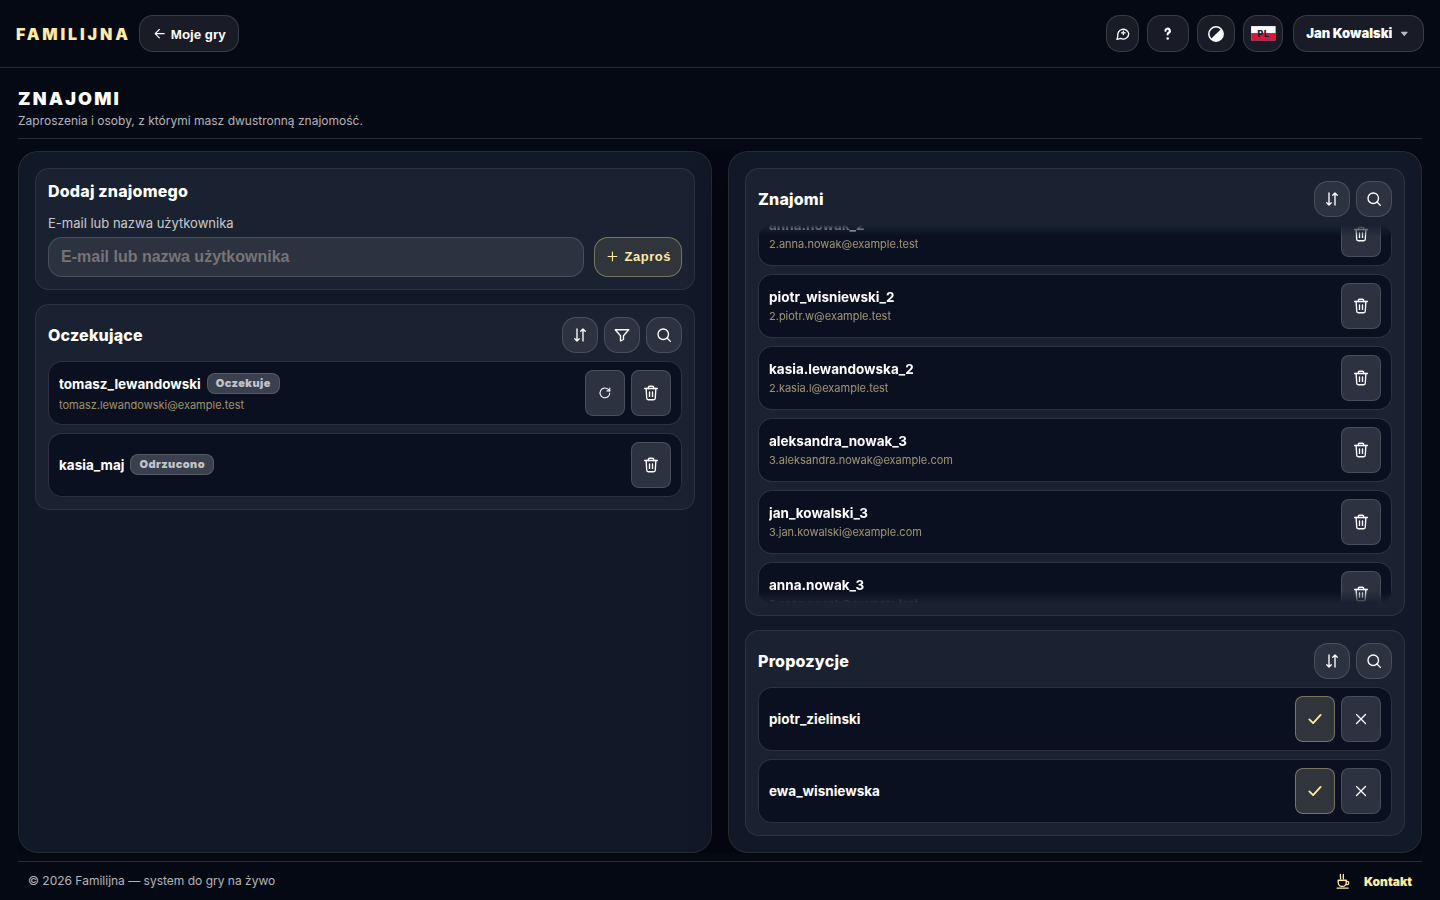 FAMILIJNA
Moje gry
?
PL
Jan Kowalski
ZNAJOMI
Zaproszenia i osoby, z którymi masz dwustronną znajomość.
Dodaj znajomego
E-mail lub nazwa użytkownika
E-mail lub nazwa użytkownika
Zaproś
Oczekujące
tomasz_lewandowski Oczekuje
tomasz.lewandowski@example.test
kasia_maj Odrzucono
Znajomi
anna.nowak_2
2.anna.nowak@example.test
piotr_wisniewski_2
2.piotr.w@example.test
kasia.lewandowska_2
2.kasia.l@example.test
aleksandra_nowak_3
3.aleksandra.nowak@example.com
jan_kowalski_3
3.jan.kowalski@example.com
anna.nowak_3
Propozycje
piotr_zielinski
ewa_wisniewska
© 2026 Familijna — system do gry na żywo
Kontakt